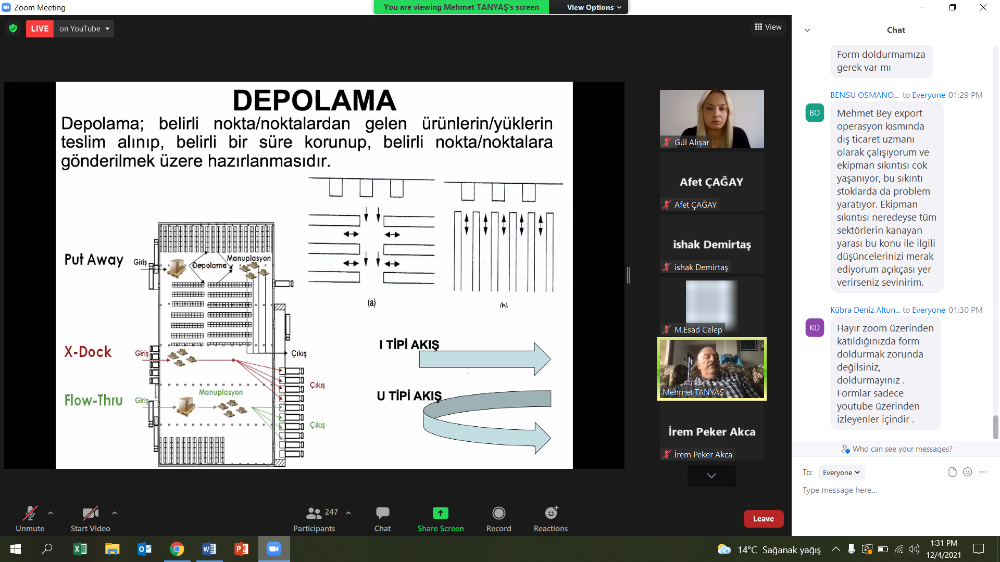 Zoom Meeting
You are viewing Mehmet TANYAŞ's screen
View Options
LIVE on YouTube
View
DEPOLAMA
Depolama; belirli nokta/noktalardan gelen ürünlerin/yüklerin
teslim alınıp, belirli bir süre korunup, belirli nokta/noktalara
gönderilmek üzere hazırlanmasıdır.
Put Away
Giriş
Depolama
Manuplasyon
(a)
(b)
X-Dock
Giriş
Çıkış
Çıkış
Flow-Thru
Giriş
Manuplasyon
Çıkış
I TİPİ AKIŞ
U TİPİ AKIŞ
Gül Alışar
Afet ÇAĞAY
Afet ÇAĞAY
ishak Demirtaş
ishak Demirtaş
M.Esad Celep
Mehmet TANYAŞ
İrem Peker Akca
İrem Peker Akca
Chat
Form doldurmamıza
gerek var mı
BENSU OSMANO... to Everyone 01:29 PM
BO
Mehmet Bey export
operasyon kısmında
dış ticaret uzmanı
olarak çalışıyorum ve
ekipman sıkıntısı cok
yaşanıyor, bu sıkıntı
stoklarda da problem
yaratıyor. Ekipman
sıkıntısı neredeyse tüm
sektörlerin kanayan
yarası bu konu ile ilgili
düşüncelerinizi merak
ediyorum açıkçası yer
verirseniz sevinirim.
Kübra Deniz Altun... to Everyone 01:30 PM
KD
Hayır zoom üzerinden
katıldığınızda form
doldurmak zorunda
değilsiniz,
doldurmayınız .
Formlar sadece
youtube üzerinden
izleyenler içindir .
Who can see your messages?
To: Everyone
Type message here...
Unmute
Start Video
247
Participants
Chat
Share Screen
Record
Reactions
Leave
14°C Sağanak yağış
1:31 PM
12/4/2021